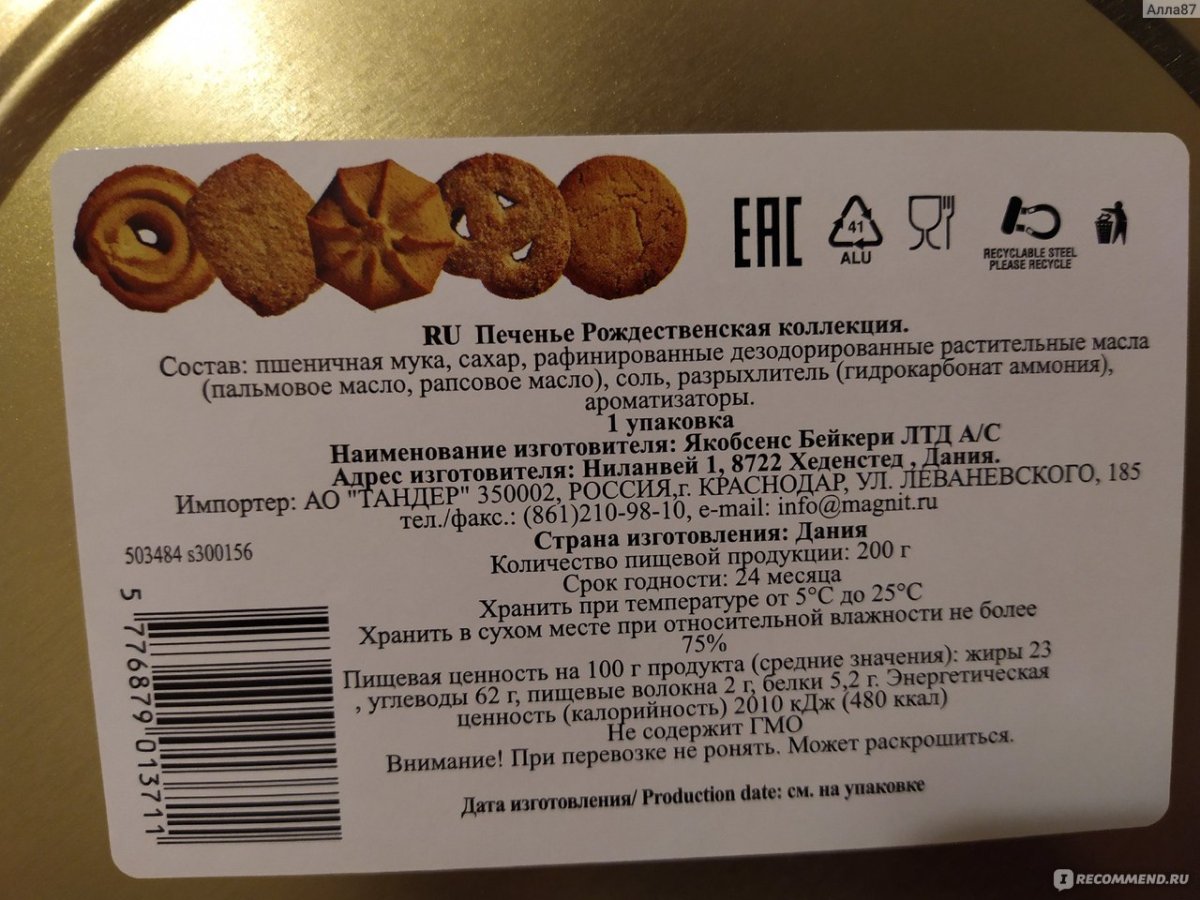 Алла87
EAC
41
ALU
RECYCLABLE STEEL
PLEASE RECYCLE
RU Печенье Рождественская коллекция.
Состав: пшеничная мука, сахар, рафинированные дезодорированные растительные масла
(пальмовое масло, рапсовое масло), соль, разрыхлитель (гидрокарбонат аммония),
ароматизаторы.
1 упаковка
Наименование изготовителя: Якобсенс Бейкери ЛТД А/С
Адрес изготовителя: Ниланвей 1, 8722 Хеденстед , Дания.
Импортер: АО "ТАНДЕР" 350002, РОССИЯ,г. КРАСНОДАР, УЛ. ЛЕВАНЕВСКОГО, 185
тел./факс.: (861)210-98-10, e-mail: info@magnit.ru
Страна изготовления: Дания
503484 s300156
Количество пищевой продукции: 200 г
Срок годности: 24 месяца
Хранить при температуре от 5°С до 25°С
Хранить в сухом месте при относительной влажности не более
75%
Пищевая ценность на 100 г продукта (средние значения): жиры 23
, углеводы 62 г, пищевые волокна 2 г, белки 5,2 г. Энергетическая
ценность (калорийность) 2010 кДж (480 ккал)
Не содержит ГМО
Внимание! При перевозке не ронять. Может раскрошиться.
Дата изготовления/ Production date: см. на упаковке
5 776879 013711
IRECOMMEND.RU